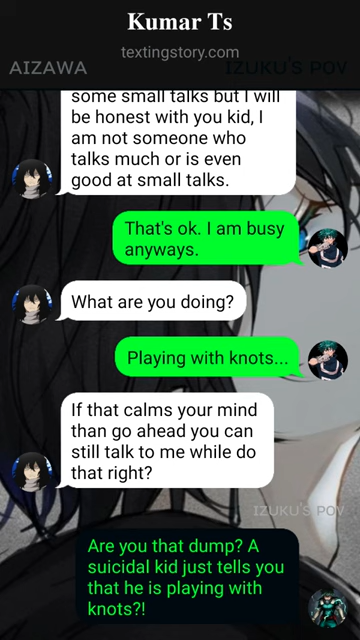 Kumar Ts
textingstory.com
AIZAWA
IZUKU'S POV
some small talks but I will
be honest with you kid, I
am not someone who
talks much or is even
good at small talks.
That's ok. I am busy
anyways.
What are you doing?
Playing with knots...
If that calms your mind
than go ahead you can
still talk to me while do
that right?
IZUKU'S POV
Are you that dump? A
suicidal kid just tells you
that he is playing with
knots?!